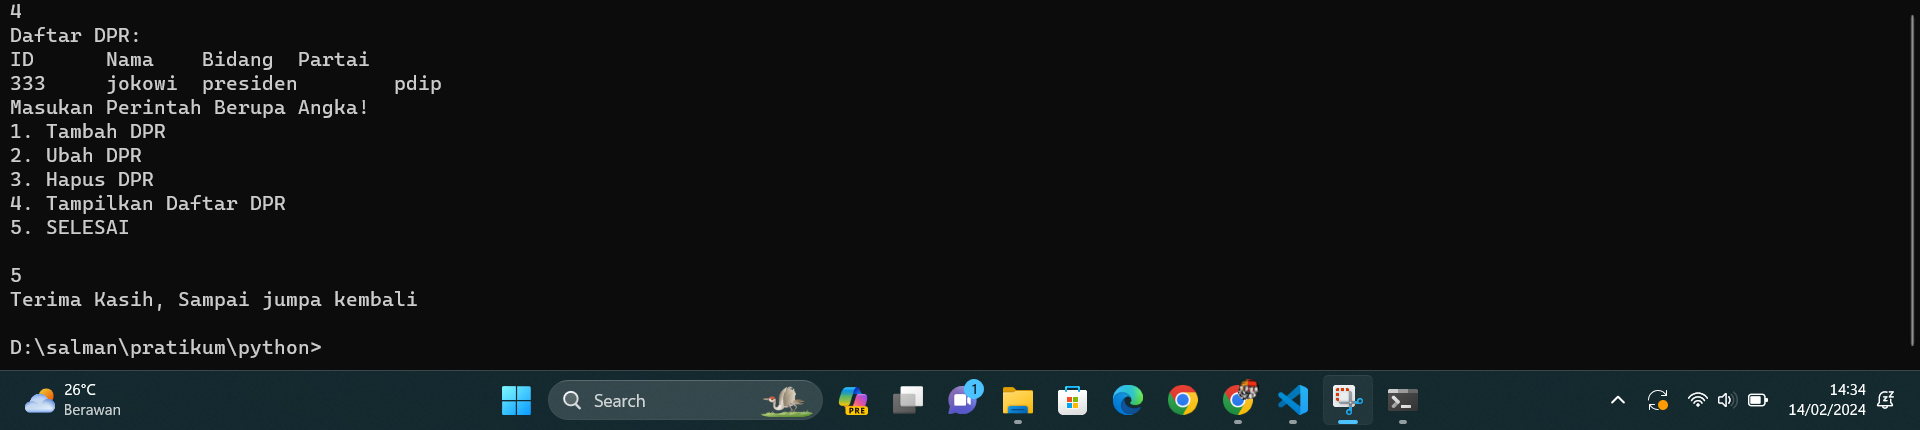 4
Daftar DPR:
ID Nama Bidang Partai
333 jokowi presiden pdip
Masukan Perintah Berupa Angka!
1. Tambah DPR
2. Ubah DPR
3. Hapus DPR
4. Tampilkan Daftar DPR
5. SELESAI
5
Terima Kasih, Sampai jumpa kembali
D:\salman\pratikum\python>
26°C
Berawan
Search
PRE
1
14:34
14/02/2024